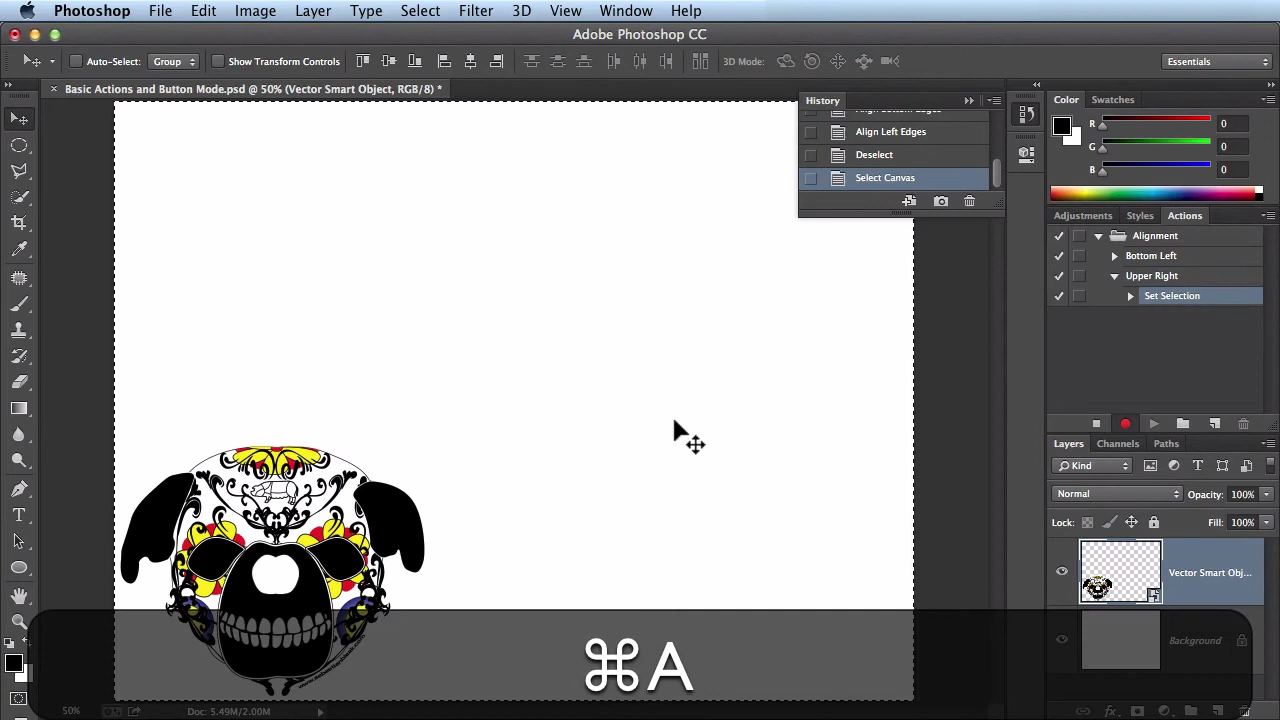 Photoshop File Edit Image Layer Type Select Filter 3D View Window Help
Adobe Photoshop CC
Auto-Select: Group Show Transform Controls 3D Mode: Essentials
× Basic Actions and Button Mode.psd @ 50% (Vector Smart Object, RGB/8) *
History
Align Bottom Edges
Align Left Edges
Deselect
Select Canvas
Color Swatches
R 0
G 0
B 0
Adjustments Styles Actions
Alignment
Bottom Left
Upper Right
Set Selection
Layers Channels Paths
Kind
Normal Opacity: 100%
Lock: Fill: 100%
Vector Smart Obj...
Background
⌘A
50% Doc: 5.49M/2.00M